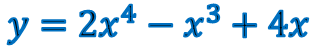 y = 2x⁴ − x³ + 4x